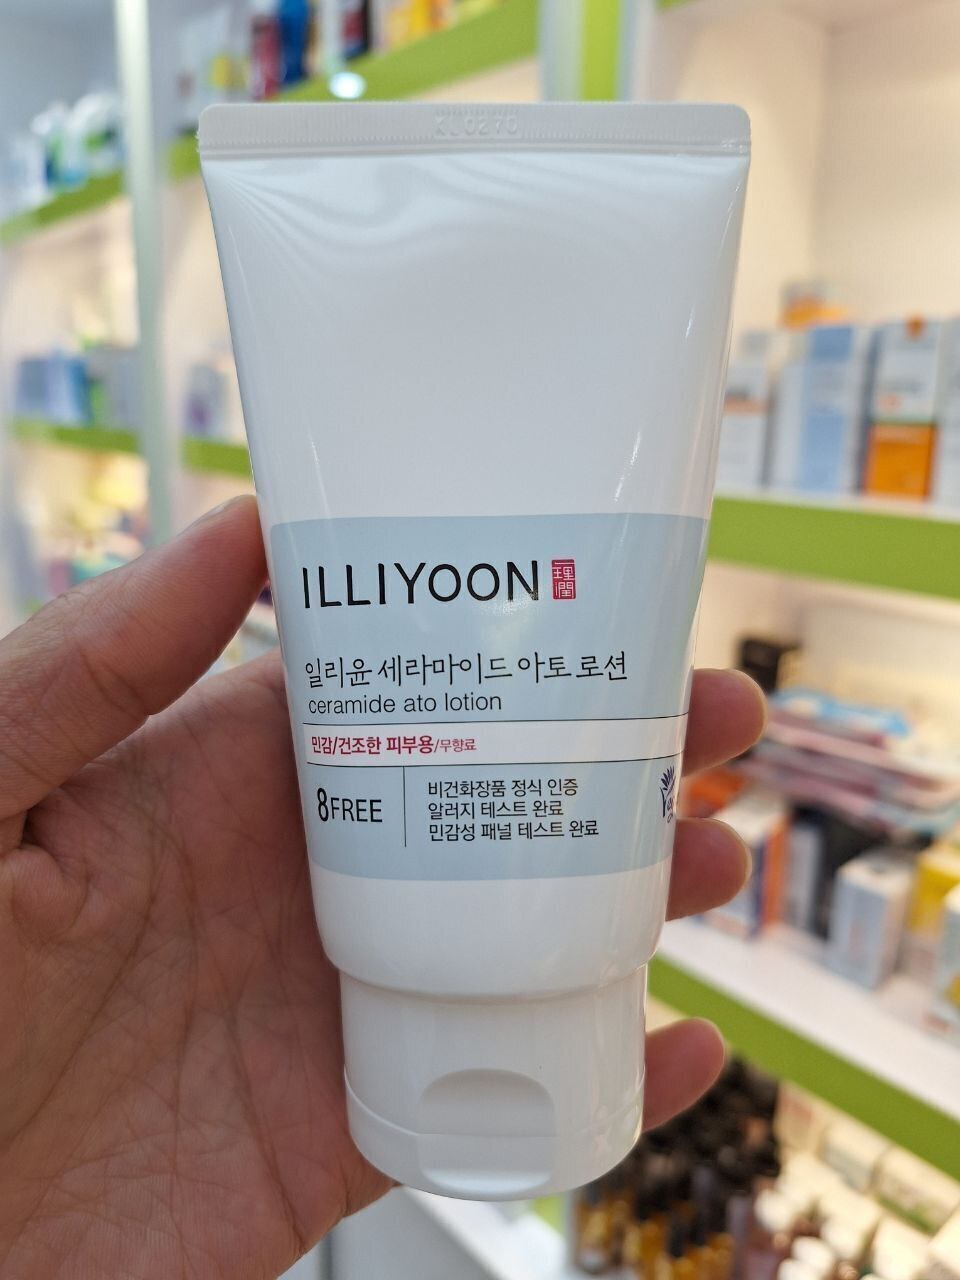 ILLIYOON 理潤
일리윤 세라마이드 아토 로션
ceramide ato lotion
민감/건조한 피부용/무향료
8FREE
비건화장품 정식 인증
알러지 테스트 완료
민감성 패널 테스트 완료